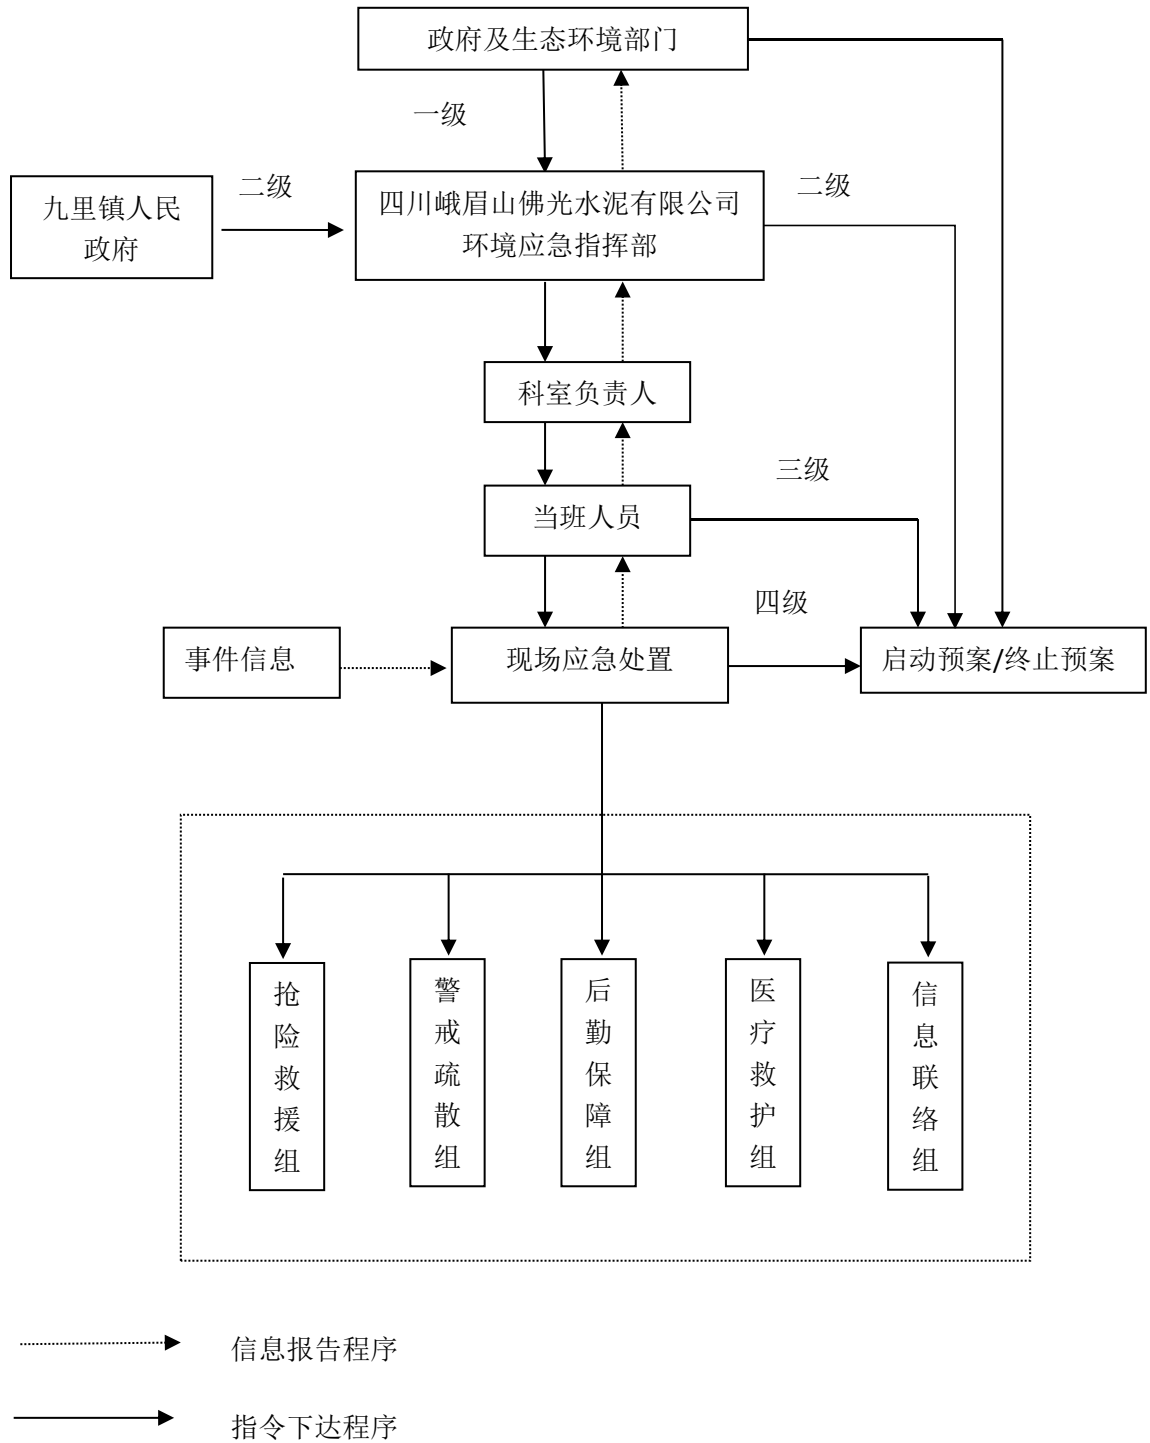 政府及生态环境部门
一级
二级
二级
九里镇人民
政府
四川峨眉山佛光水泥有限公司
环境应急指挥部
科室负责人
三级
当班人员
四级
事件信息
现场应急处置
启动预案/终止预案
抢险救援组
警戒疏散组
后勤保障组
医疗救护组
信息联络组
信息报告程序
指令下达程序